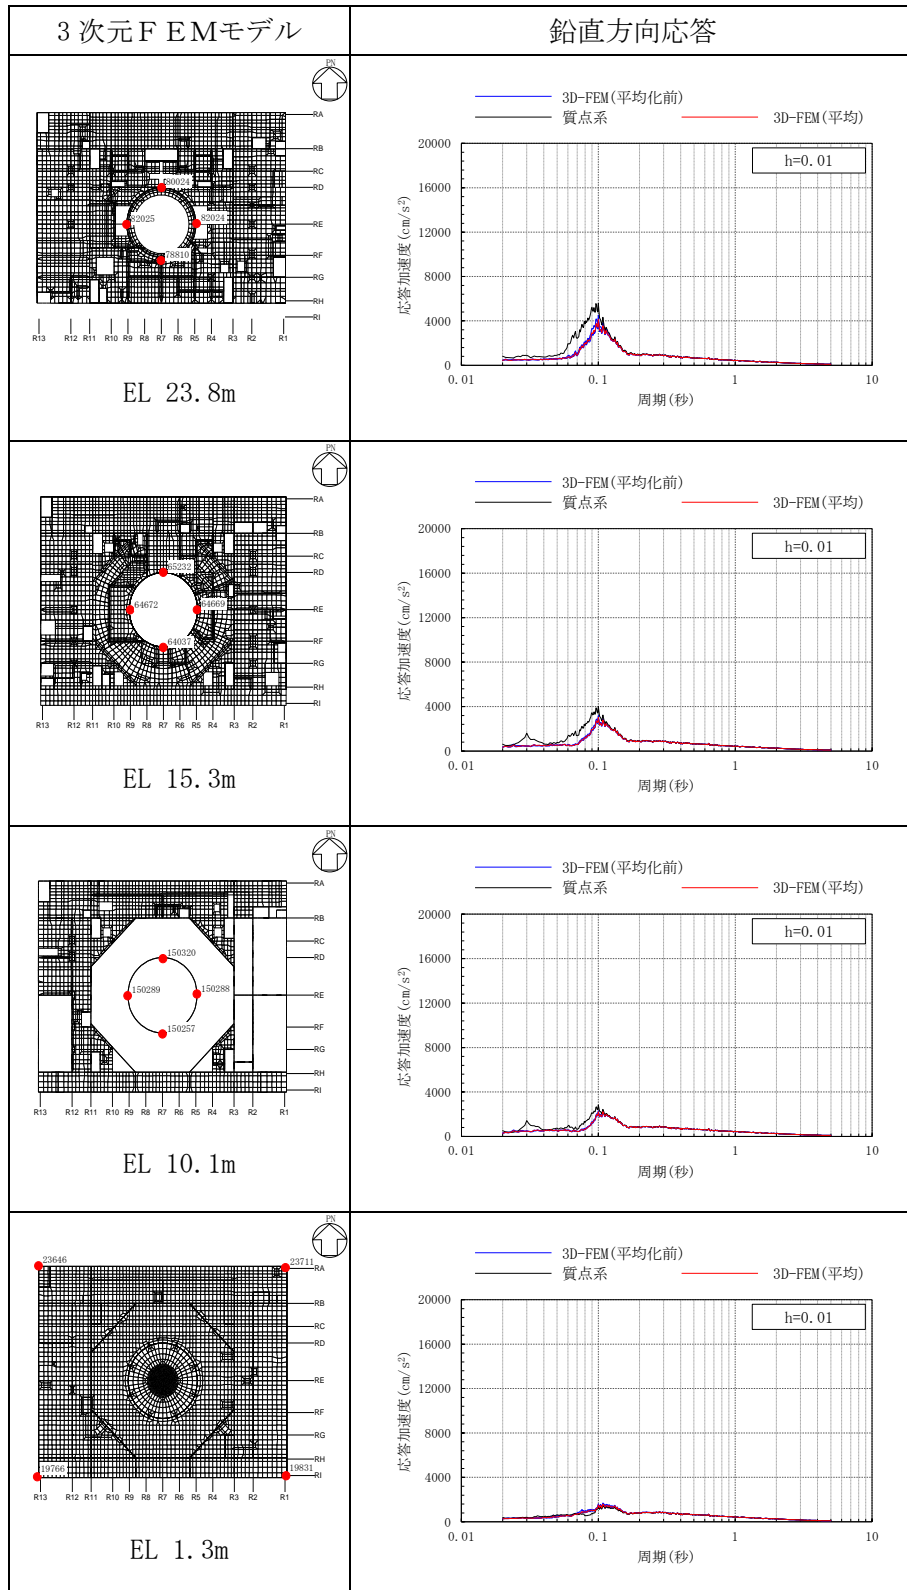 3次元ＦＥＭモデル
鉛直方向応答
PN
RA
RB
RC
RD
RE
RF
RG
RH
RI
80024
82025
82024
78810
R13
R12
R11
R10
R9
R8
R7
R6
R5
R4
R3
R2
R1
EL 23.8m
3D-FEM(平均化前)
質点系
3D-FEM(平均)
h=0.01
応答加速度(cm/s²)
20000
16000
12000
8000
4000
0
0.01
0.1
1
10
周期(秒)
PN
RA
RB
RC
RD
RE
RF
RG
RH
RI
65232
64672
64669
64037
R13
R12
R11
R10
R9
R8
R7
R6
R5
R4
R3
R2
R1
EL 15.3m
3D-FEM(平均化前)
質点系
3D-FEM(平均)
h=0.01
応答加速度(cm/s²)
20000
16000
12000
8000
4000
0
0.01
0.1
1
10
周期(秒)
PN
RA
RB
RC
RD
RE
RF
RG
RH
RI
150320
150289
150288
150257
R13
R12
R11
R10
R9
R8
R7
R6
R5
R4
R3
R2
R1
EL 10.1m
3D-FEM(平均化前)
質点系
3D-FEM(平均)
h=0.01
応答加速度(cm/s²)
20000
16000
12000
8000
4000
0
0.01
0.1
1
10
周期(秒)
PN
23646
23711
RA
RB
RC
RD
RE
RF
RG
RH
RI
19766
19831
R13
R12
R11
R10
R9
R8
R7
R6
R5
R4
R3
R2
R1
EL 1.3m
3D-FEM(平均化前)
質点系
3D-FEM(平均)
h=0.01
応答加速度(cm/s²)
20000
16000
12000
8000
4000
0
0.01
0.1
1
10
周期(秒)